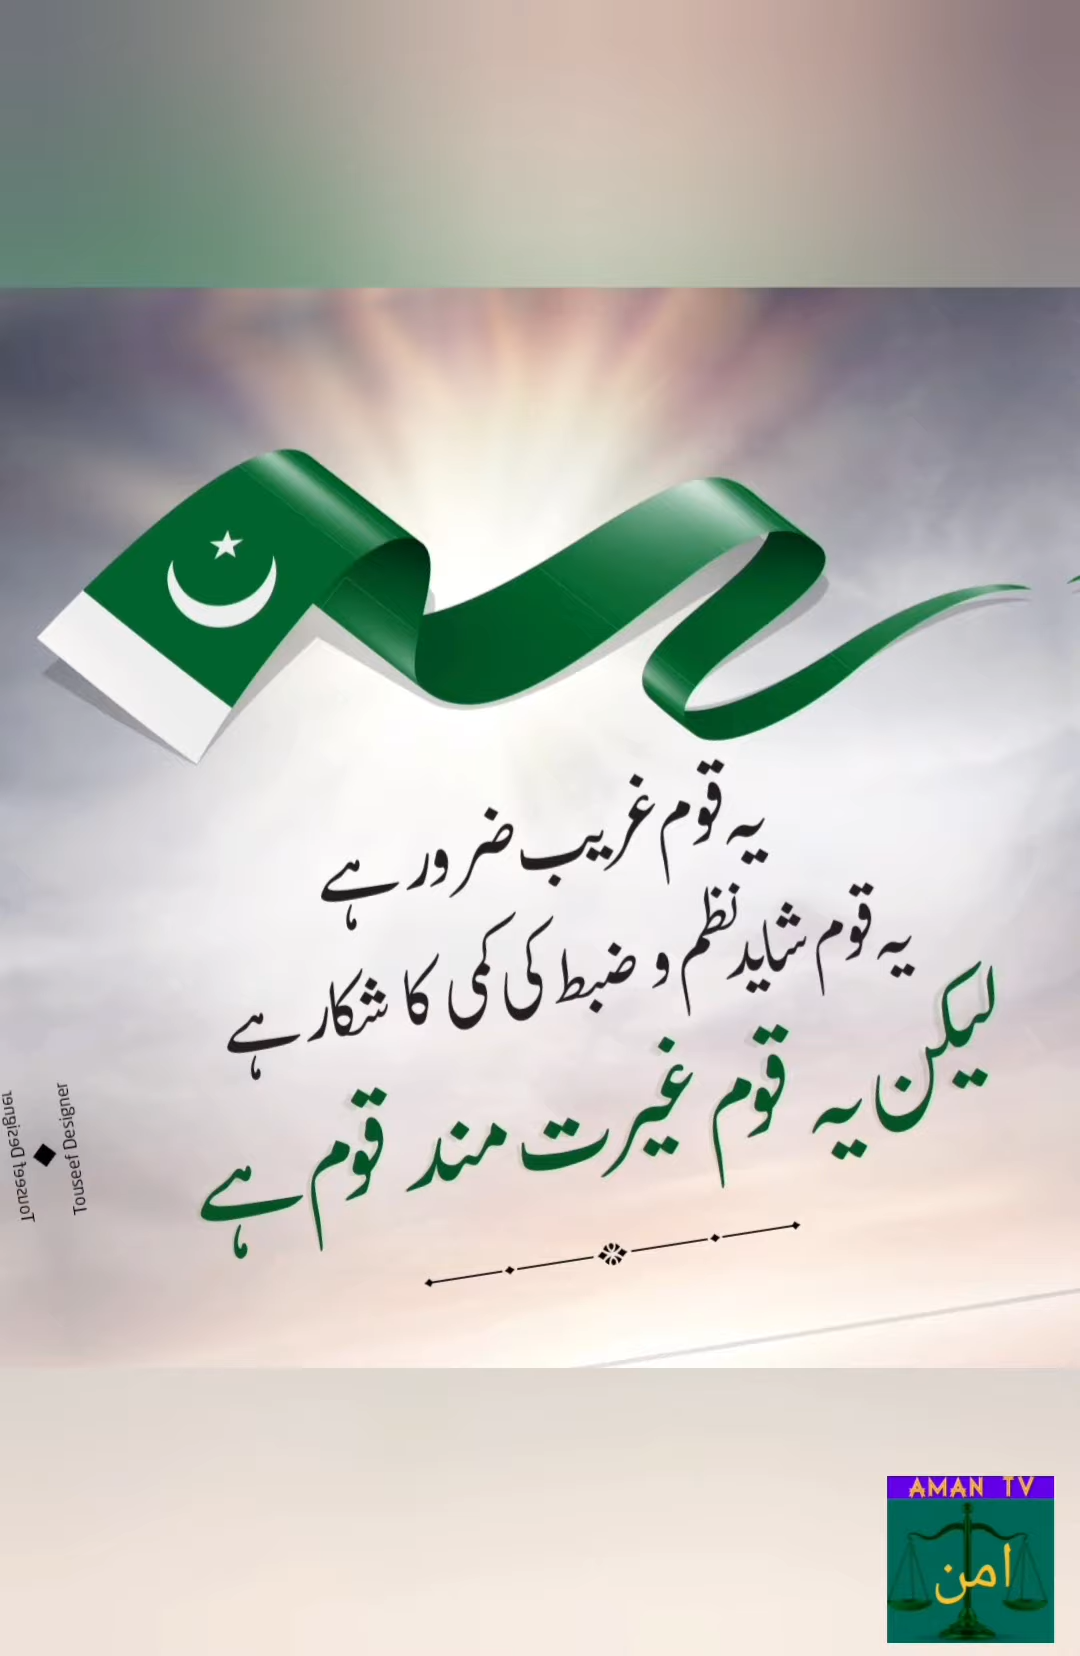 یہ قوم غریب ضرور ہے
یہ قوم شاید نظم و ضبط کی کمی کا شکار ہے
لیکن یہ قوم غیرت مند قوم ہے
Touseef Designer
Touseef Designer
AMAN TV
امن